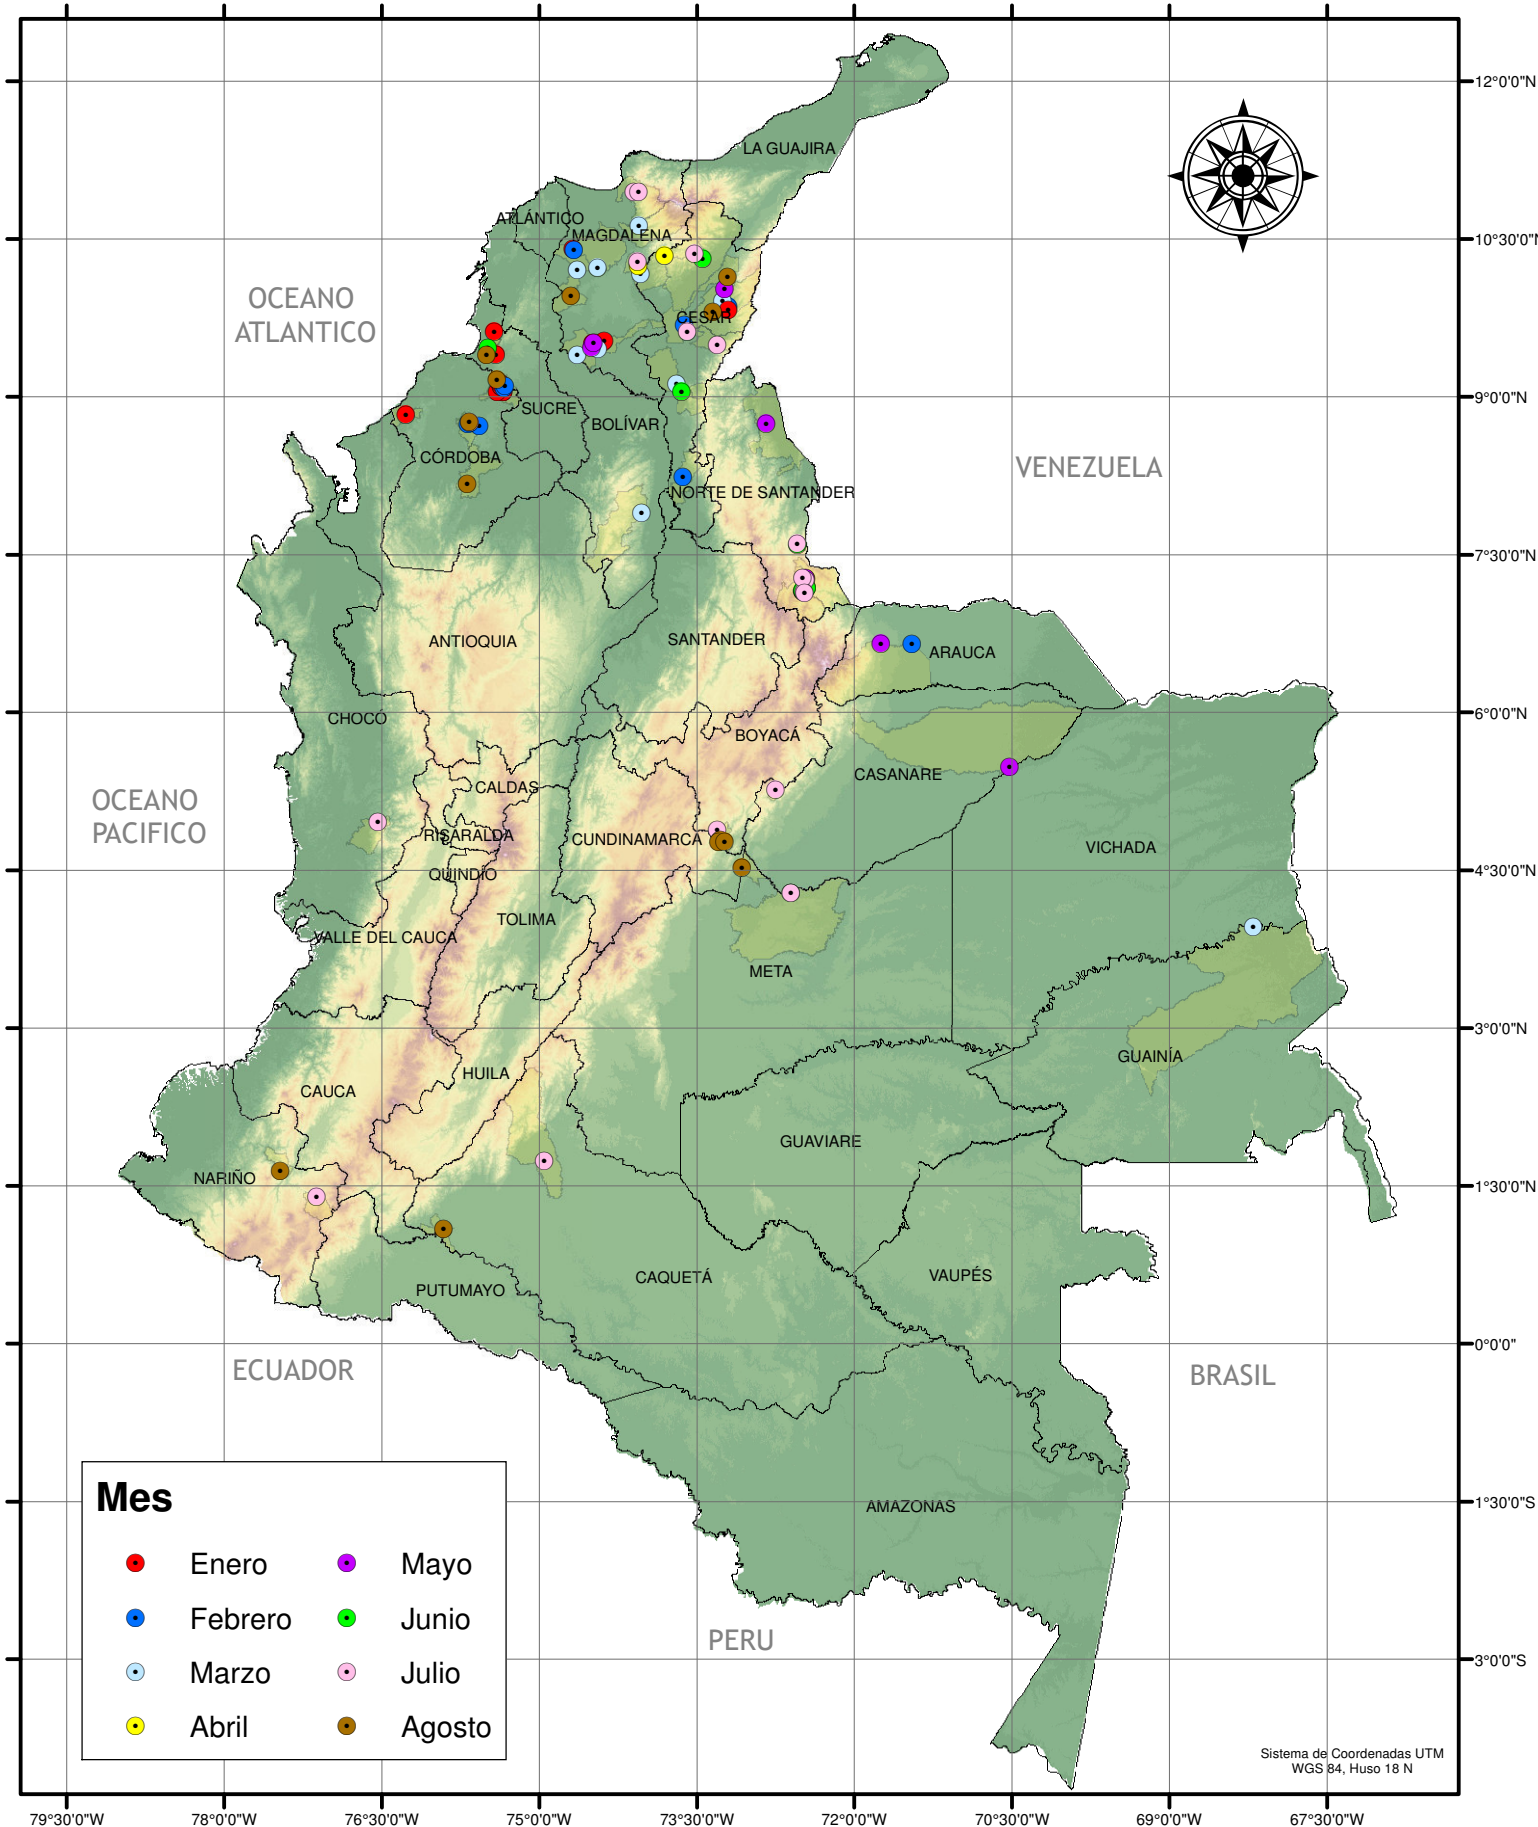 12°0'0"N
LA GUAJIRA
ATLÁNTICO
MAGDALENA
10°30'0"N
OCEANO
ATLANTICO
CESAR
9°0'0"N
SUCRE
BOLÍVAR
CÓRDOBA
VENEZUELA
NORTE DE SANTANDER
7°30'0"N
ANTIOQUIA
SANTANDER
ARAUCA
CHOCÓ
6°0'0"N
BOYACÁ
CASANARE
CALDAS
OCEANO
PACIFICO
RISARALDA
CUNDINAMARCA
VICHADA
QUINDÍO
4°30'0"N
TOLIMA
VALLE DEL CAUCA
META
3°0'0"N
GUAINÍA
HUILA
CAUCA
GUAVIARE
NARIÑO
1°30'0"N
CAQUETÁ
VAUPÉS
PUTUMAYO
0°0'0"
ECUADOR
BRASIL
Mes
1°30'0"S
AMAZONAS
Enero
Mayo
Febrero
Junio
PERU
3°0'0"S
Marzo
Julio
Abril
Agosto
Sistema de Coordenadas UTM
WGS 84, Huso 18 N
79°30'0"W 78°0'0"W 76°30'0"W 75°0'0"W 73°30'0"W 72°0'0"W 70°30'0"W 69°0'0"W 67°30'0"W